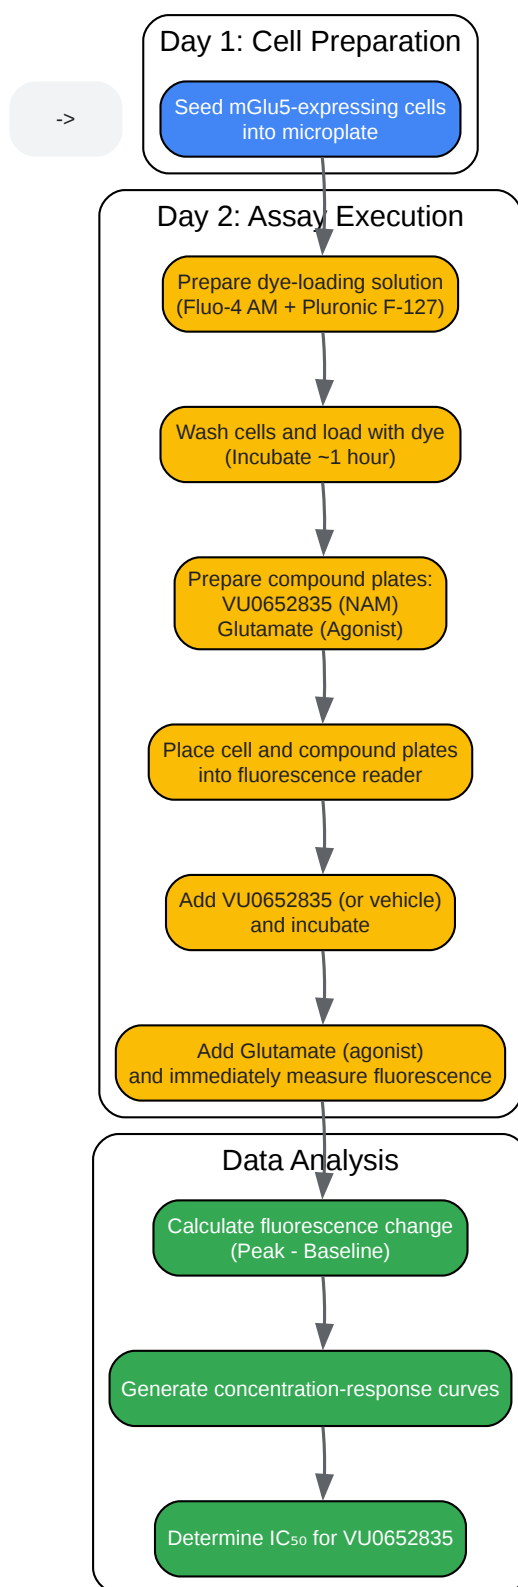 Day 1: Cell Preparation
->
Seed mGlu5-expressing cells
into microplate
Day 2: Assay Execution
Prepare dye-loading solution
(Fluo-4 AM + Pluronic F-127)
Wash cells and load with dye
(Incubate ~1 hour)
Prepare compound plates:
VU0652835 (NAM)
Glutamate (Agonist)
Place cell and compound plates
into fluorescence reader
Add VU0652835 (or vehicle)
and incubate
Add Glutamate (agonist)
and immediately measure fluorescence
Data Analysis
Calculate fluorescence change
(Peak - Baseline)
Generate concentration-response curves
Determine IC₅₀ for VU0652835